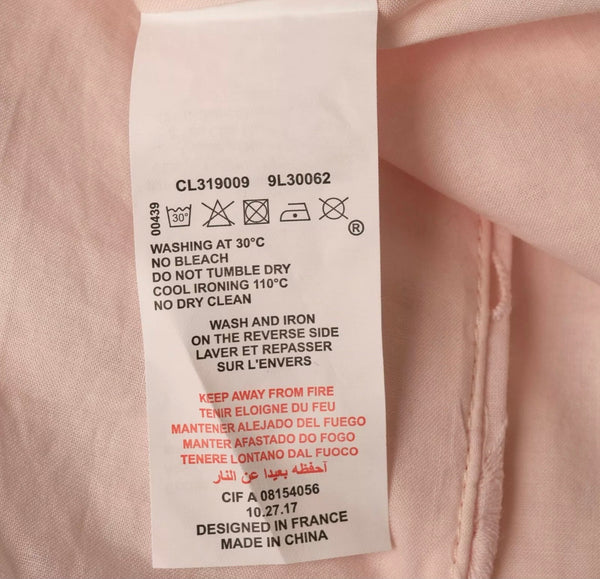 CL319009 9L30062
00439
30°
®
WASHING AT 30°C
NO BLEACH
DO NOT TUMBLE DRY
COOL IRONING 110°C
NO DRY CLEAN
WASH AND IRON
ON THE REVERSE SIDE
LAVER ET REPASSER
SUR L'ENVERS
KEEP AWAY FROM FIRE
TENIR ELOIGNE DU FEU
MANTENER ALEJADO DEL FUEGO
MANTER AFASTADO DO FOGO
TENERE LONTANO DAL FUOCO
آحفظه بعيدا عن النار
CIF A 08154056
10.27.17
DESIGNED IN FRANCE
MADE IN CHINA